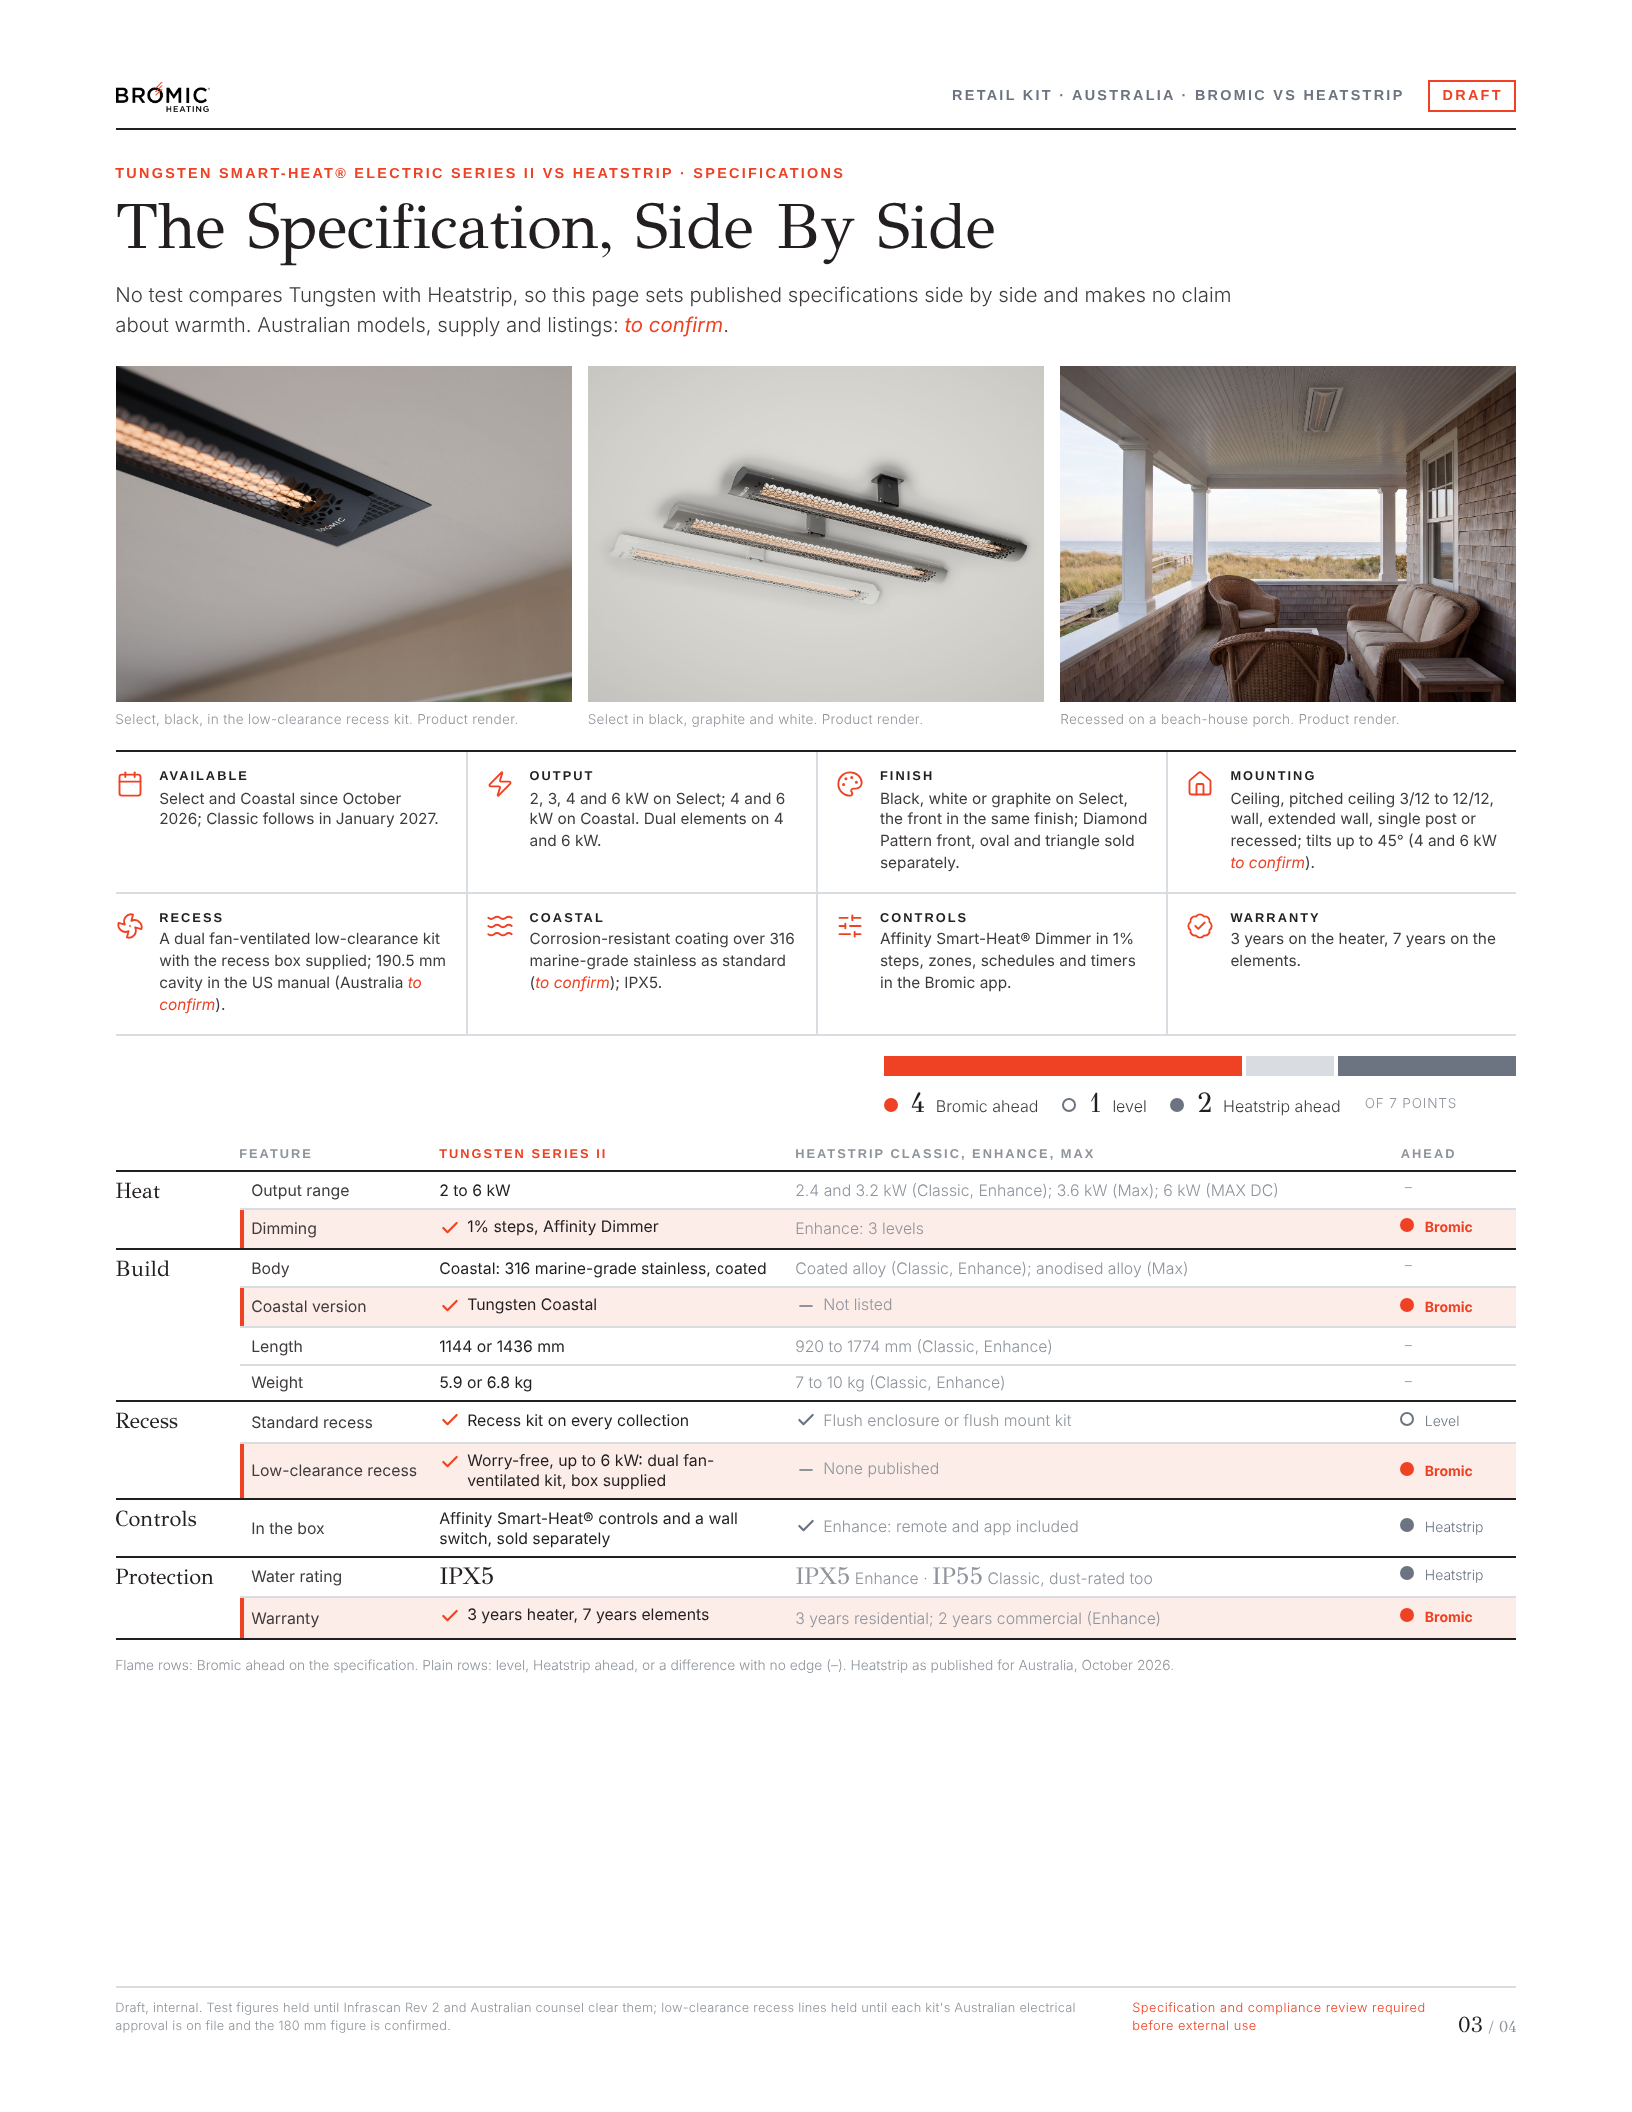 BROMIC
HEATING
RETAIL KIT · AUSTRALIA · BROMIC VS HEATSTRIP
DRAFT
TUNGSTEN SMART-HEAT® ELECTRIC SERIES II VS HEATSTRIP · SPECIFICATIONS
The Specification, Side By Side
No test compares Tungsten with Heatstrip, so this page sets published specifications side by side and makes no claim
about warmth. Australian models, supply and listings: to confirm.
BROMIC
Select, black, in the low-clearance recess kit. Product render.
Select in black, graphite and white. Product render.
Recessed on a beach-house porch. Product render.
AVAILABLE
Select and Coastal since October
2026; Classic follows in January 2027.
OUTPUT
2, 3, 4 and 6 kW on Select; 4 and 6
kW on Coastal. Dual elements on 4
and 6 kW.
FINISH
Black, white or graphite on Select,
the front in the same finish; Diamond
Pattern front, oval and triangle sold
separately.
MOUNTING
Ceiling, pitched ceiling 3/12 to 12/12,
wall, extended wall, single post or
recessed; tilts up to 45° (4 and 6 kW
to confirm).
RECESS
A dual fan-ventilated low-clearance kit
with the recess box supplied; 190.5 mm
cavity in the US manual (Australia to
confirm).
COASTAL
Corrosion-resistant coating over 316
marine-grade stainless as standard
(to confirm); IPX5.
CONTROLS
Affinity Smart-Heat® Dimmer in 1%
steps, zones, schedules and timers
in the Bromic app.
WARRANTY
3 years on the heater, 7 years on the
elements.
4 Bromic ahead 1 level 2 Heatstrip ahead OF 7 POINTS
FEATURE TUNGSTEN SERIES II HEATSTRIP CLASSIC, ENHANCE, MAX AHEAD
Heat Output range 2 to 6 kW 2.4 and 3.2 kW (Classic, Enhance); 3.6 kW (Max); 6 kW (MAX DC) –
Dimming 1% steps, Affinity Dimmer Enhance: 3 levels Bromic
Build Body Coastal: 316 marine-grade stainless, coated Coated alloy (Classic, Enhance); anodised alloy (Max) –
Coastal version Tungsten Coastal — Not listed Bromic
Length 1144 or 1436 mm 920 to 1774 mm (Classic, Enhance) –
Weight 5.9 or 6.8 kg 7 to 10 kg (Classic, Enhance) –
Recess Standard recess Recess kit on every collection Flush enclosure or flush mount kit Level
Low-clearance recess Worry-free, up to 6 kW: dual fan-
ventilated kit, box supplied — None published Bromic
Controls In the box Affinity Smart-Heat® controls and a wall
switch, sold separately Enhance: remote and app included Heatstrip
Protection Water rating IPX5 IPX5 Enhance · IP55 Classic, dust-rated too Heatstrip
Warranty 3 years heater, 7 years elements 3 years residential; 2 years commercial (Enhance) Bromic
Flame rows: Bromic ahead on the specification. Plain rows: level, Heatstrip ahead, or a difference with no edge (–). Heatstrip as published for Australia, October 2026.
Draft, internal. Test figures held until Infrascan Rev 2 and Australian counsel clear them; low-clearance recess lines held until each kit's Australian electrical
approval is on file and the 180 mm figure is confirmed.
Specification and compliance review required
before external use
03 / 04